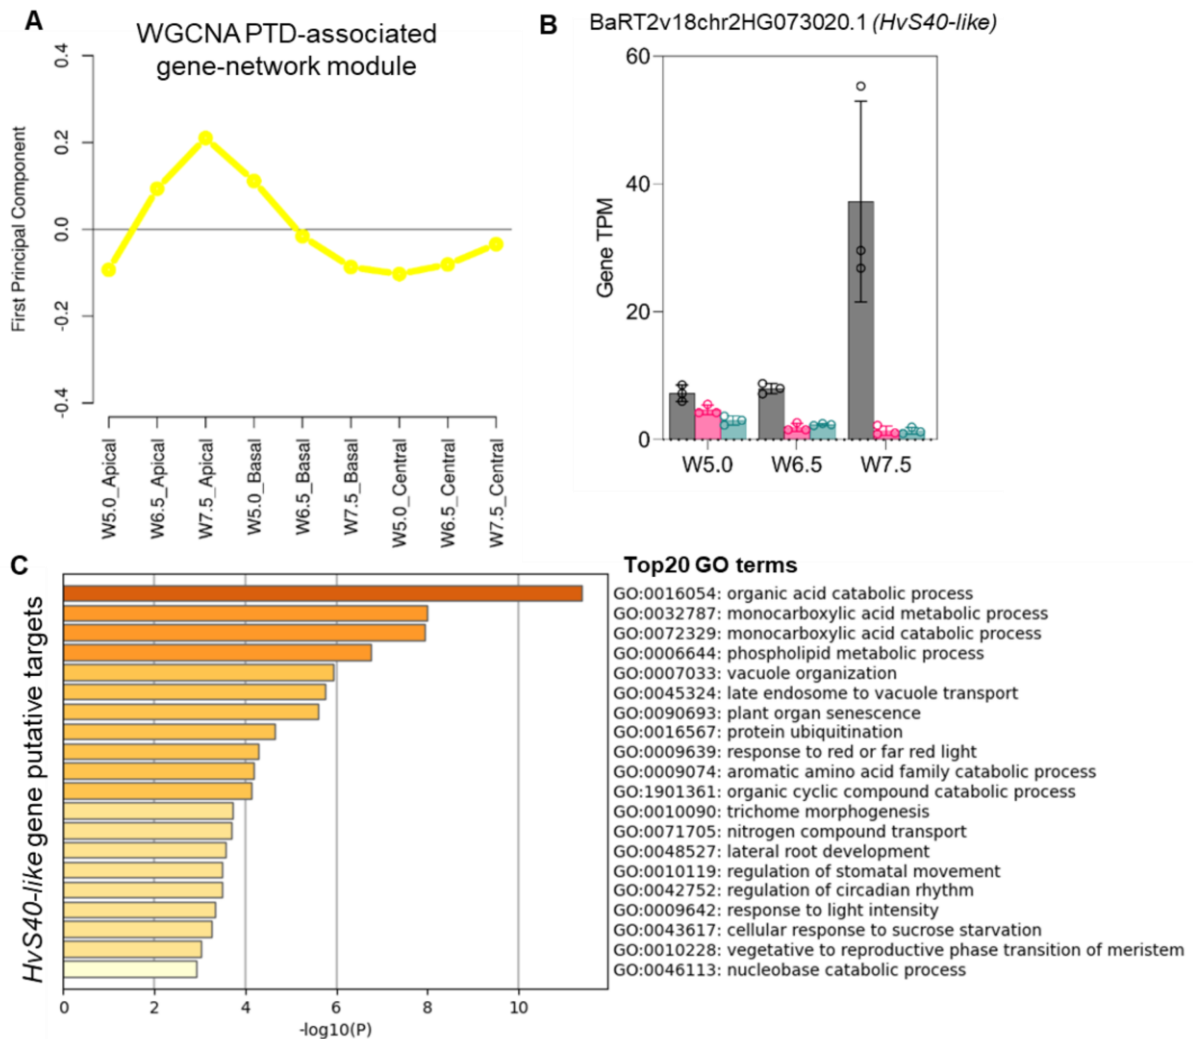 A
WGCNA PTD-associated
gene-network module
First Principal Component
0.4
0.2
0.0
-0.2
-0.4
W5.0_Apical
W6.5_Apical
W7.5_Apical
W5.0_Basal
W6.5_Basal
W7.5_Basal
W5.0_Central
W6.5_Central
W7.5_Central
B
BaRT2v18chr2HG073020.1 (HvS40-like)
Gene TPM
60
40
20
0
W5.0
W6.5
W7.5
C
Top20 GO terms
HvS40-like gene putative targets
GO:0016054: organic acid catabolic process
GO:0032787: monocarboxylic acid metabolic process
GO:0072329: monocarboxylic acid catabolic process
GO:0006644: phospholipid metabolic process
GO:0007033: vacuole organization
GO:0045324: late endosome to vacuole transport
GO:0090693: plant organ senescence
GO:0016567: protein ubiquitination
GO:0009639: response to red or far red light
GO:0009074: aromatic amino acid family catabolic process
GO:1901361: organic cyclic compound catabolic process
GO:0010090: trichome morphogenesis
GO:0071705: nitrogen compound transport
GO:0048527: lateral root development
GO:0010119: regulation of stomatal movement
GO:0042752: regulation of circadian rhythm
GO:0009642: response to light intensity
GO:0043617: cellular response to sucrose starvation
GO:0010228: vegetative to reproductive phase transition of meristem
GO:0046113: nucleobase catabolic process
0 2 4 6 8 10
-log10(P)